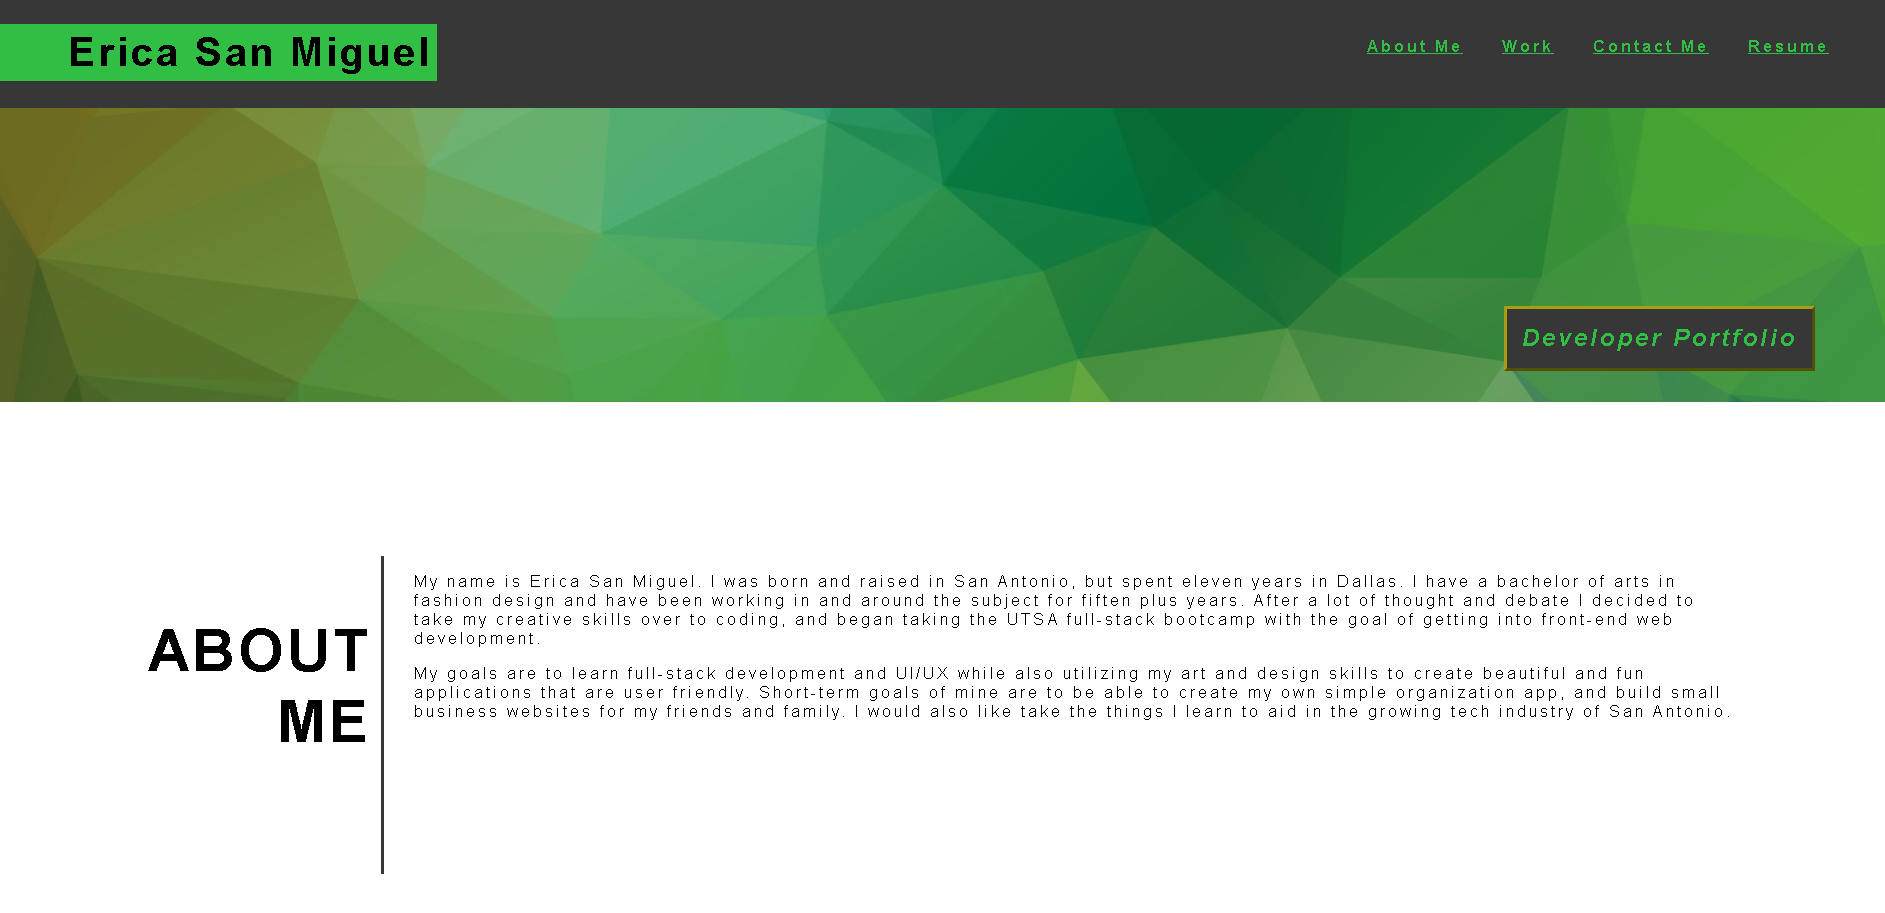 Erica San Miguel
About Me Work Contact Me Resume
Developer Portfolio
ABOUT
ME
My name is Erica San Miguel. I was born and raised in San Antonio, but spent eleven years in Dallas. I have a bachelor of arts in
fashion design and have been working in and around the subject for fiften plus years. After a lot of thought and debate I decided to
take my creative skills over to coding, and began taking the UTSA full-stack bootcamp with the goal of getting into front-end web
development.
My goals are to learn full-stack development and UI/UX while also utilizing my art and design skills to create beautiful and fun
applications that are user friendly. Short-term goals of mine are to be able to create my own simple organization app, and build small
business websites for my friends and family. I would also like take the things I learn to aid in the growing tech industry of San Antonio.